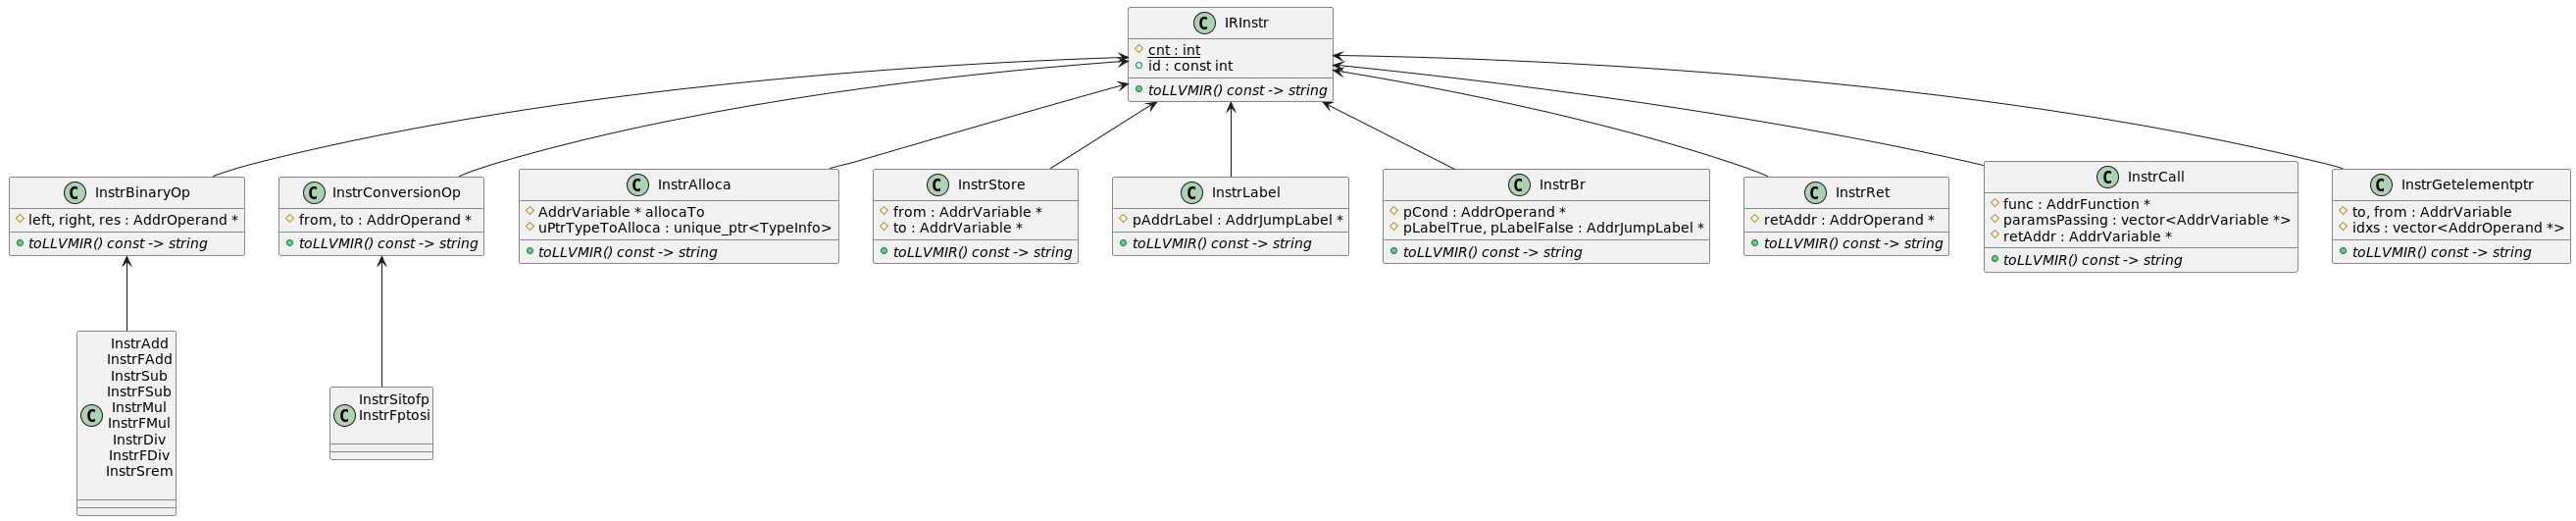 C IRInstr
cnt : int
id : const int
toLLVMIR() const -> string
C InstrBinaryOp
left, right, res : AddrOperand *
toLLVMIR() const -> string
C InstrConversionOp
from, to : AddrOperand *
toLLVMIR() const -> string
C InstrAlloca
AddrVariable * allocaTo
uPtrTypeToAlloca : unique_ptr<TypeInfo>
toLLVMIR() const -> string
C InstrStore
from : AddrVariable *
to : AddrVariable *
toLLVMIR() const -> string
C InstrLabel
pAddrLabel : AddrJumpLabel *
toLLVMIR() const -> string
C InstrBr
pCond : AddrOperand *
pLabelTrue, pLabelFalse : AddrJumpLabel *
toLLVMIR() const -> string
C InstrRet
retAddr : AddrOperand *
toLLVMIR() const -> string
C InstrCall
func : AddrFunction *
paramsPassing : vector<AddrVariable *>
retAddr : AddrVariable *
toLLVMIR() const -> string
C InstrGetelementptr
to, from : AddrVariable
idxs : vector<AddrOperand *>
toLLVMIR() const -> string
InstrAdd
InstrFAdd
InstrSub
InstrFSub
C InstrMul
InstrFMul
InstrDiv
InstrFDiv
InstrSrem
InstrSitofp
C InstrFptosi